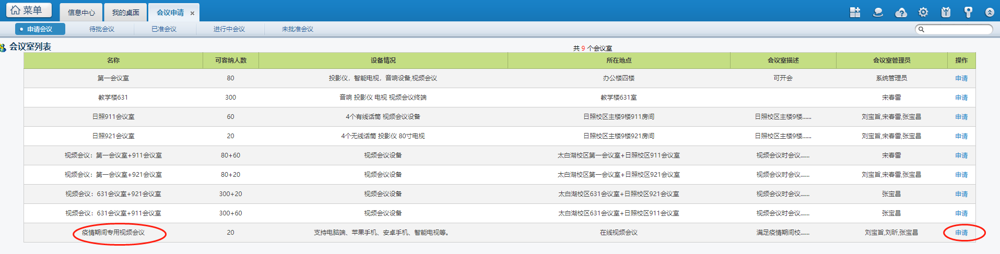 菜单 信息中心 我的桌面 会议申请
申请会议 待批会议 已准会议 进行中会议 未批准会议
会议室列表 共 9 个会议室
名称 可容纳人数 设备情况 所在地点 会议室描述 会议室管理员 操作
第一会议室 80 投影仪，智能电视，音响设备,视频会议 办公楼四楼 可开会 系统管理员 申请
教学楼631 300 音响 投影仪 电视 视频会议终端 教学楼631室 宋春雷 申请
日照911会议室 60 4个有线话筒 视频会议设备 日照校区主楼9楼911房间 日照校区主楼9楼...... 刘宝旨,宋春雷,张宝昌 申请
日照921会议室 20 4个无线话筒 投影仪 80寸电视 日照校区主楼9楼921房间 日照校区主楼9楼...... 刘宝旨,宋春雷,张宝昌 申请
视频会议：第一会议室+911会议室 80+60 视频会议设备 太白湖校区第一会议室+日照校区911会议室 视频会议时会议...... 宋春雷 申请
视频会议：第一会议室+921会议室 80+20 视频会议设备 太白湖校区第一会议室+日照校区921会议室 视频会议时会议...... 刘宝旨,宋春雷,张宝昌 申请
视频会议：631会议室+921会议室 300+20 视频会议设备 太白湖校区631会议室+日照校区921会议室 视频会议时会议...... 张宝昌 申请
视频会议：631会议室+911会议室 300+60 视频会议设备 太白湖校区631会议室+日照校区911会议室 视频会议时会议...... 张宝昌 申请
疫情期间专用视频会议 20 支持电脑端、苹果手机、安卓手机、智能电视等。 在线视频会议 满足疫情期间校...... 刘宝旨,刘昕,张宝昌 申请